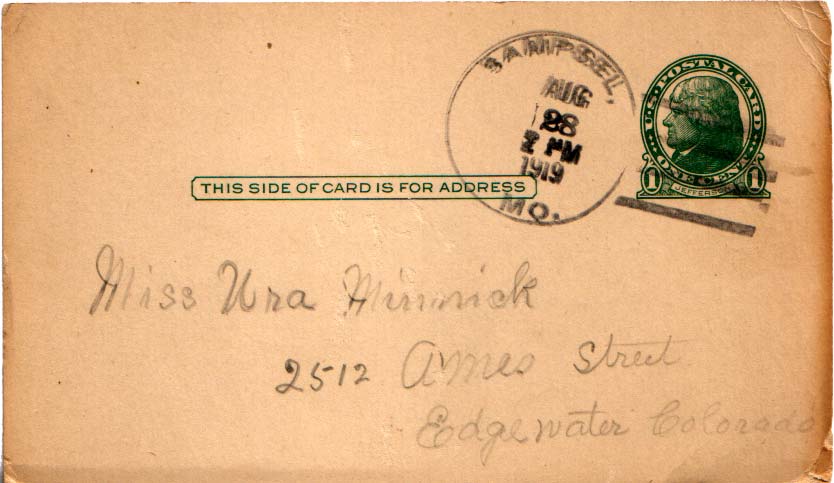 SAMPSEL,
AUG
28
PM
1919
MO.
U.S. POSTAL CARD
ONE CENT
1 JEFFERSON 1
THIS SIDE OF CARD IS FOR ADDRESS
Miss Ura Minnick
2512 Ames Street
Edgewater Colorado